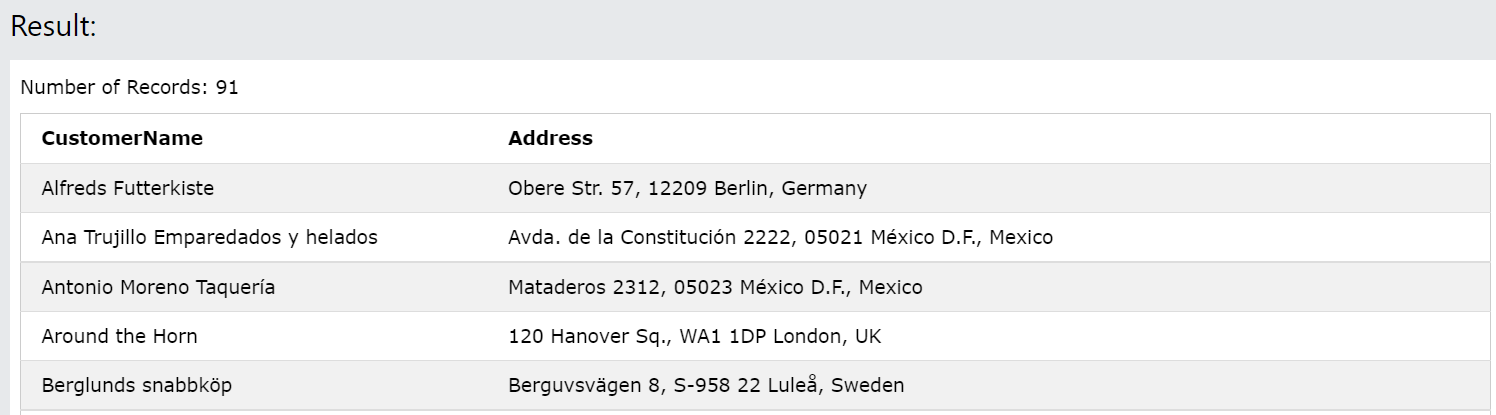 Result:
Number of Records: 91
CustomerName Address
Alfreds Futterkiste Obere Str. 57, 12209 Berlin, Germany
Ana Trujillo Emparedados y helados Avda. de la Constitución 2222, 05021 México D.F., Mexico
Antonio Moreno Taquería Mataderos 2312, 05023 México D.F., Mexico
Around the Horn 120 Hanover Sq., WA1 1DP London, UK
Berglunds snabbköp Berguvsvägen 8, S-958 22 Luleå, Sweden